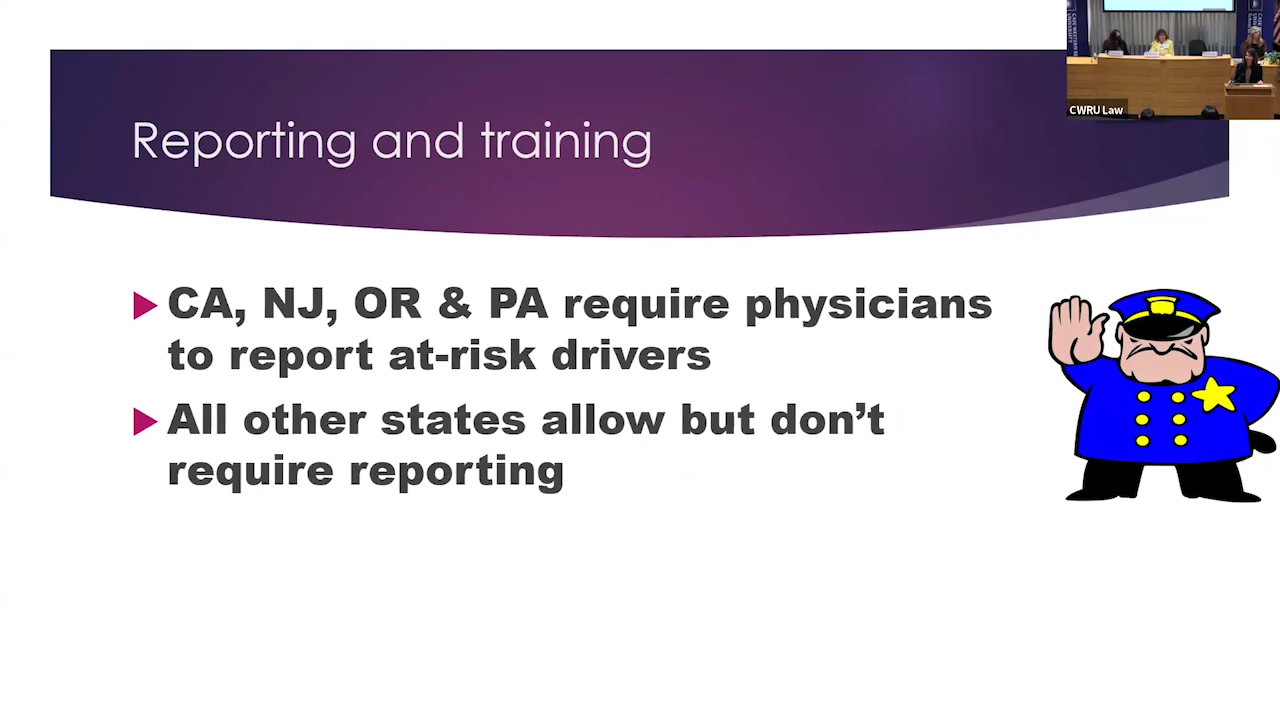 Reporting and training
CA, NJ, OR & PA require physicians
to report at-risk drivers
All other states allow but don’t
require reporting
CWRU Law